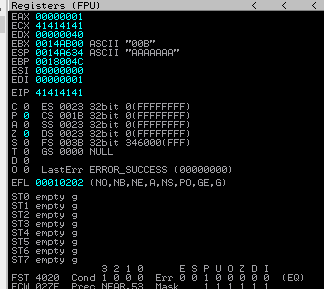 Registers (FPU) < < <
EAX 00000001
ECX 41414141
EDX 00000040
EBX 0014AB00 ASCII "00B"
ESP 0014A634 ASCII "AAAAAAA"
EBP 0018004C
ESI 00000000
EDI 00000001
EIP 41414141
C 0 ES 0023 32bit 0(FFFFFFFF)
P 0 CS 001B 32bit 0(FFFFFFFF)
A 0 SS 0023 32bit 0(FFFFFFFF)
Z 0 DS 0023 32bit 0(FFFFFFFF)
S 0 FS 003B 32bit 346000(FFF)
T 0 GS 0000 NULL
D 0
O 0 LastErr ERROR_SUCCESS (00000000)
EFL 00010202 (NO,NB,NE,A,NS,PO,GE,G)
ST0 empty g
ST1 empty g
ST2 empty g
ST3 empty g
ST4 empty g
ST5 empty g
ST6 empty g
ST7 empty g
3 2 1 0 E S P U O Z D I
FST 4020 Cond 1 0 0 0 Err 0 0 1 0 0 0 0 0 (EQ)
FCW 027F Prec NEAR,53 Mask 1 1 1 1 1 1